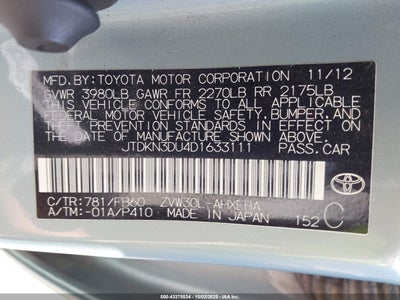 MFD.BY:TOYOTA MOTOR CORPORATION 11/12
GVWR 3980LB GAWR FR 2270LB RR 2175LB
THIS VEHICLE CONFORMS TO ALL APPLICABLE
FEDERAL MOTOR VEHICLE SAFETY,BUMPER,AND
THEFT PREVENTION STANDARDS IN EFFECT ON
THE DATE OF MANUFACTURE SHOWN ABOVE.
JTDKN3DU4D1633111 PASS.CAR
C/TR:781/FB60 ZVW30L-AHXEBA
A/TM:-01A/P410 MADE IN JAPAN 152 C
TOYOTA
00-43379534 - 10/02/2025 - IAAI